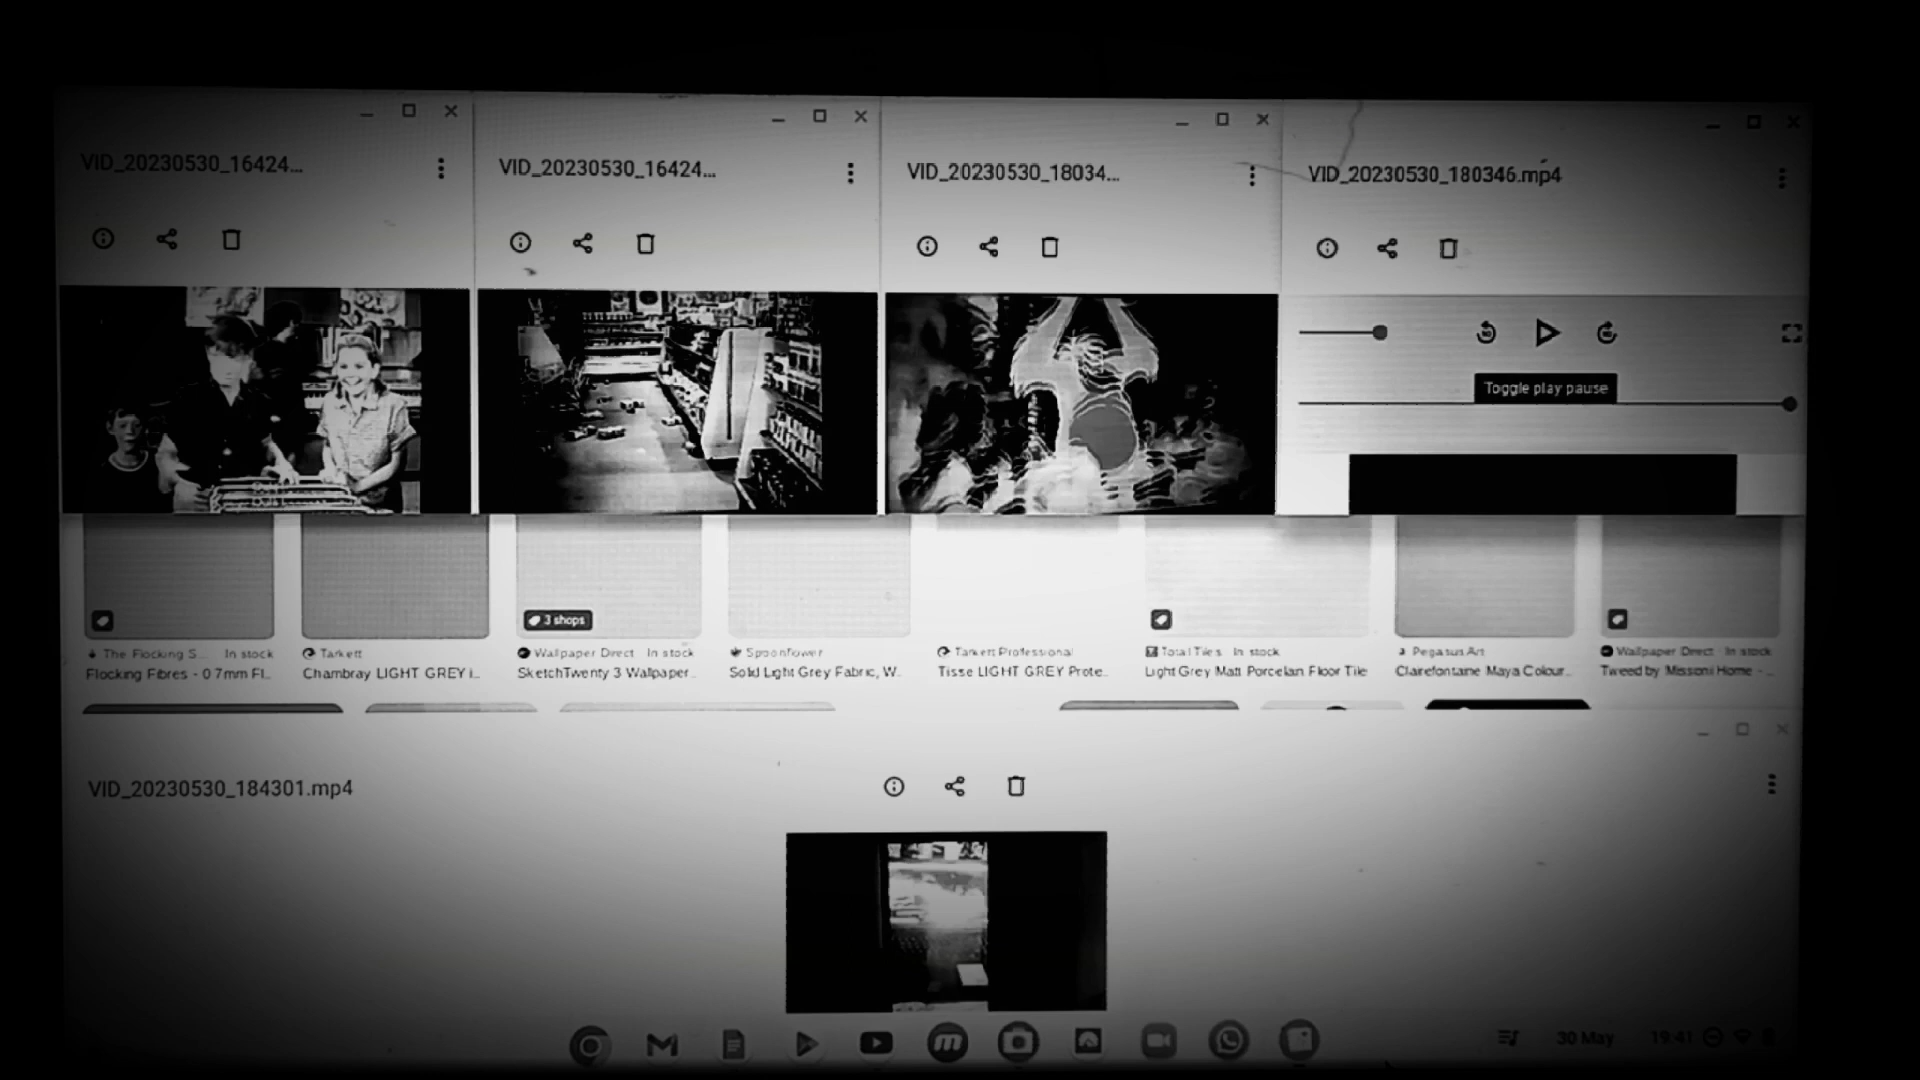 VID_20230530_16424...
VID_20230530_16424...
VID_20230530_18034...
VID_20230530_180346.mp4
Toggle play pause
3 shops
The Flocking S... In stock
Flocking Fibres - 0 7mm Fl..
Tarkett
Chambray LIGHT GREY i..
Wallpaper Direct In stock
SketchTwenty 3 Wallpaper..
Spoonflower
Solid Light Grey Fabric, W..
Tarkett Professional
Tisse LIGHT GREY Prote..
Total Tiles In stock
Light Grey Matt Porcelain Floor Tile
Pegasus Art
Clairefontaine Maya Colour..
Wallpaper Direct In stock
Tweed by Missoni Home - ...
VID_20230530_184301.mp4
30 May 19:41